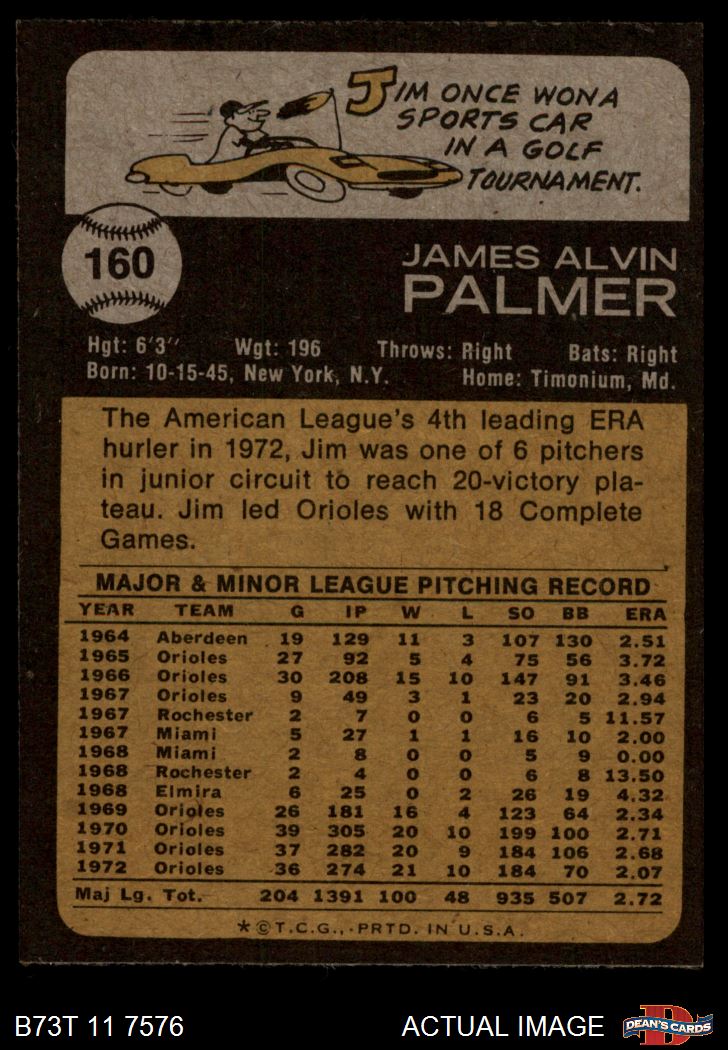 JIM ONCE WON A
SPORTS CAR
IN A GOLF
TOURNAMENT.
160
JAMES ALVIN
PALMER
Hgt: 6'3" Wgt: 196 Throws: Right Bats: Right
Born: 10-15-45, New York, N.Y. Home: Timonium, Md.
The American League's 4th leading ERA
hurler in 1972, Jim was one of 6 pitchers
in junior circuit to reach 20-victory pla-
teau. Jim led Orioles with 18 Complete
Games.
MAJOR & MINOR LEAGUE PITCHING RECORD
YEAR TEAM G IP W L SO BB ERA
1964 Aberdeen 19 129 11 3 107 130 2.51
1965 Orioles 27 92 5 4 75 56 3.72
1966 Orioles 30 208 15 10 147 91 3.46
1967 Orioles 9 49 3 1 23 20 2.94
1967 Rochester 2 7 0 0 6 5 11.57
1967 Miami 5 27 1 1 16 10 2.00
1968 Miami 2 8 0 0 5 9 0.00
1968 Rochester 2 4 0 0 6 8 13.50
1968 Elmira 6 25 0 2 26 19 4.32
1969 Orioles 26 181 16 4 123 64 2.34
1970 Orioles 39 305 20 10 199 100 2.71
1971 Orioles 37 282 20 9 184 106 2.68
1972 Orioles 36 274 21 10 184 70 2.07
Maj Lg. Tot. 204 1391 100 48 935 507 2.72
*©T.C.G., PRTD. IN U.S.A.
B73T 11 7576 ACTUAL IMAGE D DEAN'S CARDS